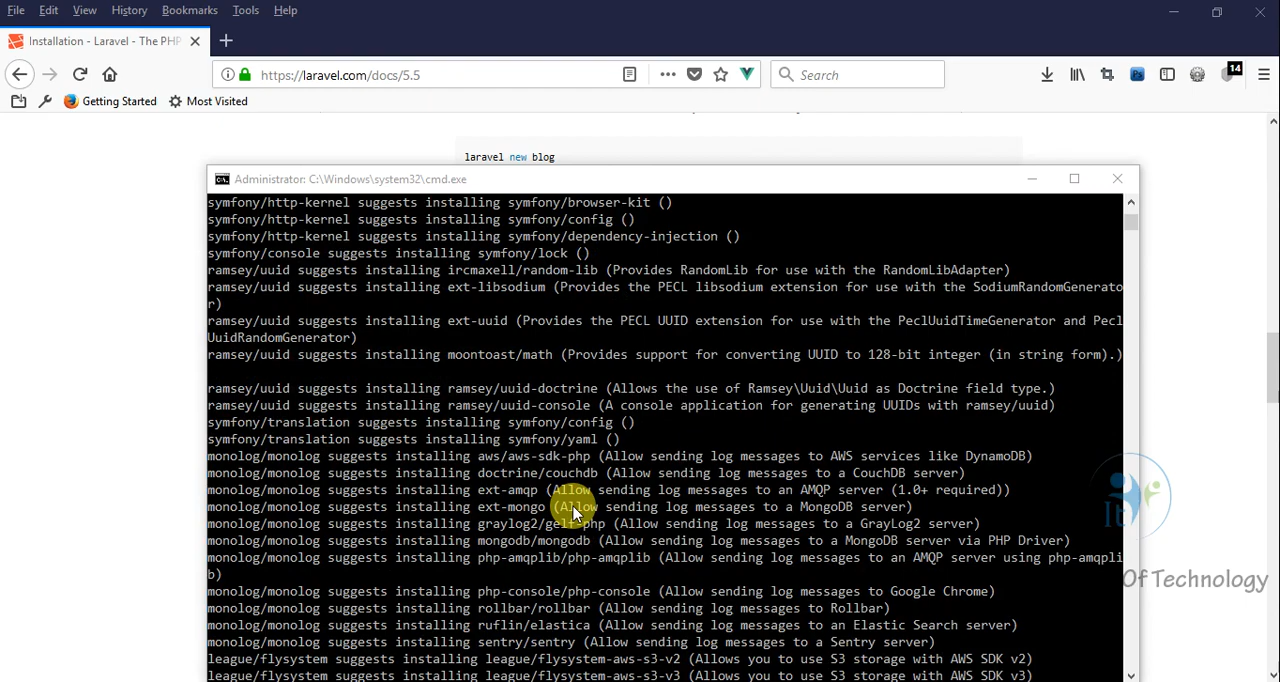 File Edit View History Bookmarks Tools Help
Installation - Laravel - The PHP
https://laravel.com/docs/5.5
Search
14
Getting Started Most Visited
laravel new blog
Administrator: C:\Windows\system32\cmd.exe
symfony/http-kernel suggests installing symfony/browser-kit ()
symfony/http-kernel suggests installing symfony/config ()
symfony/http-kernel suggests installing symfony/dependency-injection ()
symfony/console suggests installing symfony/lock ()
ramsey/uuid suggests installing ircmaxell/random-lib (Provides RandomLib for use with the RandomLibAdapter)
ramsey/uuid suggests installing ext-libsodium (Provides the PECL libsodium extension for use with the SodiumRandomGenerato
r)
ramsey/uuid suggests installing ext-uuid (Provides the PECL UUID extension for use with the PeclUuidTimeGenerator and Pecl
UuidRandomGenerator)
ramsey/uuid suggests installing moontoast/math (Provides support for converting UUID to 128-bit integer (in string form).)
ramsey/uuid suggests installing ramsey/uuid-doctrine (Allows the use of Ramsey\Uuid\Uuid as Doctrine field type.)
ramsey/uuid suggests installing ramsey/uuid-console (A console application for generating UUIDs with ramsey/uuid)
symfony/translation suggests installing symfony/config ()
symfony/translation suggests installing symfony/yaml ()
monolog/monolog suggests installing aws/aws-sdk-php (Allow sending log messages to AWS services like DynamoDB)
monolog/monolog suggests installing doctrine/couchdb (Allow sending log messages to a CouchDB server)
monolog/monolog suggests installing ext-amqp (Allow sending log messages to an AMQP server (1.0+ required))
monolog/monolog suggests installing ext-mongo (Allow sending log messages to a MongoDB server)
monolog/monolog suggests installing graylog2/gelf-php (Allow sending log messages to a GrayLog2 server)
monolog/monolog suggests installing mongodb/mongodb (Allow sending log messages to a MongoDB server via PHP Driver)
monolog/monolog suggests installing php-amqplib/php-amqplib (Allow sending log messages to an AMQP server using php-amqpli
b)
monolog/monolog suggests installing php-console/php-console (Allow sending log messages to Google Chrome)
monolog/monolog suggests installing rollbar/rollbar (Allow sending log messages to Rollbar)
monolog/monolog suggests installing ruflin/elastica (Allow sending log messages to an Elastic Search server)
monolog/monolog suggests installing sentry/sentry (Allow sending log messages to a Sentry server)
league/flysystem suggests installing league/flysystem-aws-s3-v2 (Allows you to use S3 storage with AWS SDK v2)
league/flysystem suggests installing league/flysystem-aws-s3-v3 (Allows you to use S3 storage with AWS SDK v3)
It
Of Technology